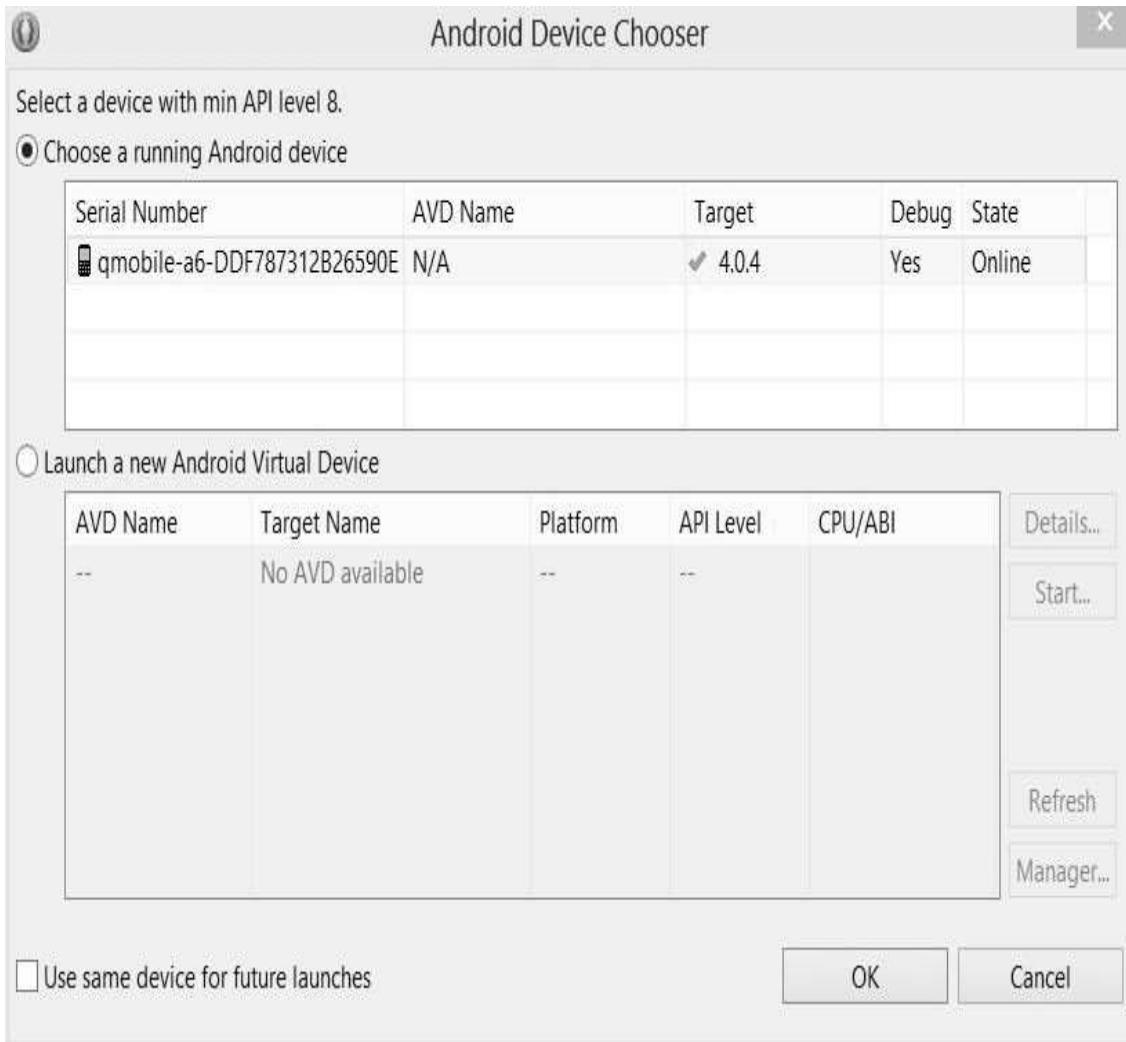 Android Device Chooser
X
Select a device with min API level 8.
Choose a running Android device
Serial Number AVD Name Target Debug State
qmobile-a6-DDF787312B26590E N/A 4.0.4 Yes Online
Launch a new Android Virtual Device
AVD Name Target Name Platform API Level CPU/ABI
-- No AVD available -- --
Details...
Start...
Refresh
Manager...
Use same device for future launches
OK Cancel